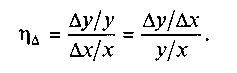 η_Δ = (Δy/y)/(Δx/x) = (Δy/Δx)/(y/x).